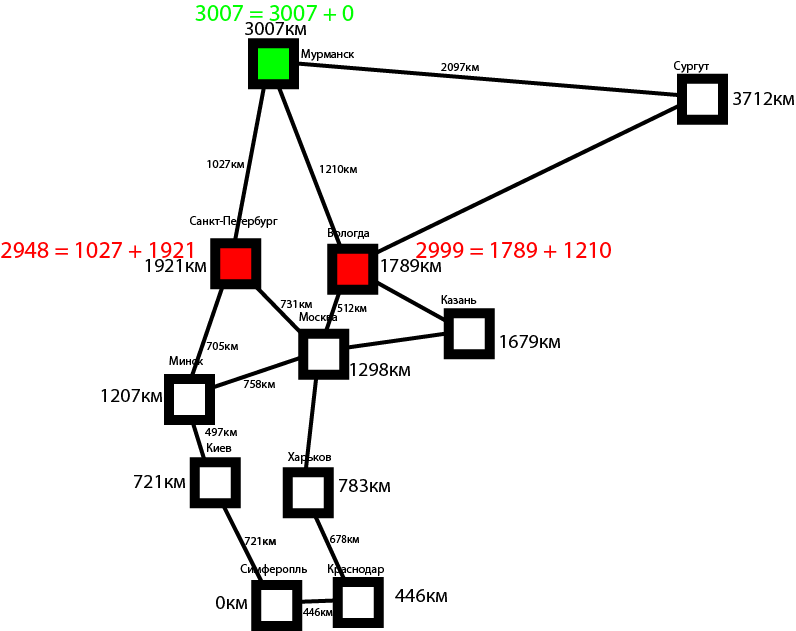 3007 = 3007 + 0
3007км
Мурманск
2097км
Сургут
3712км
1027км
1210км
Санкт-Петербург
Вологда
2948 = 1027 + 1921
1921км
2999 = 1789 + 1210
1789км
731км
512км
Казань
Москва
1679км
705км
Минск
758км
1298км
1207км
497км
Киев
Харьков
721км
783км
721км
678км
Симферопль
Краснодар
0км
446км
446км